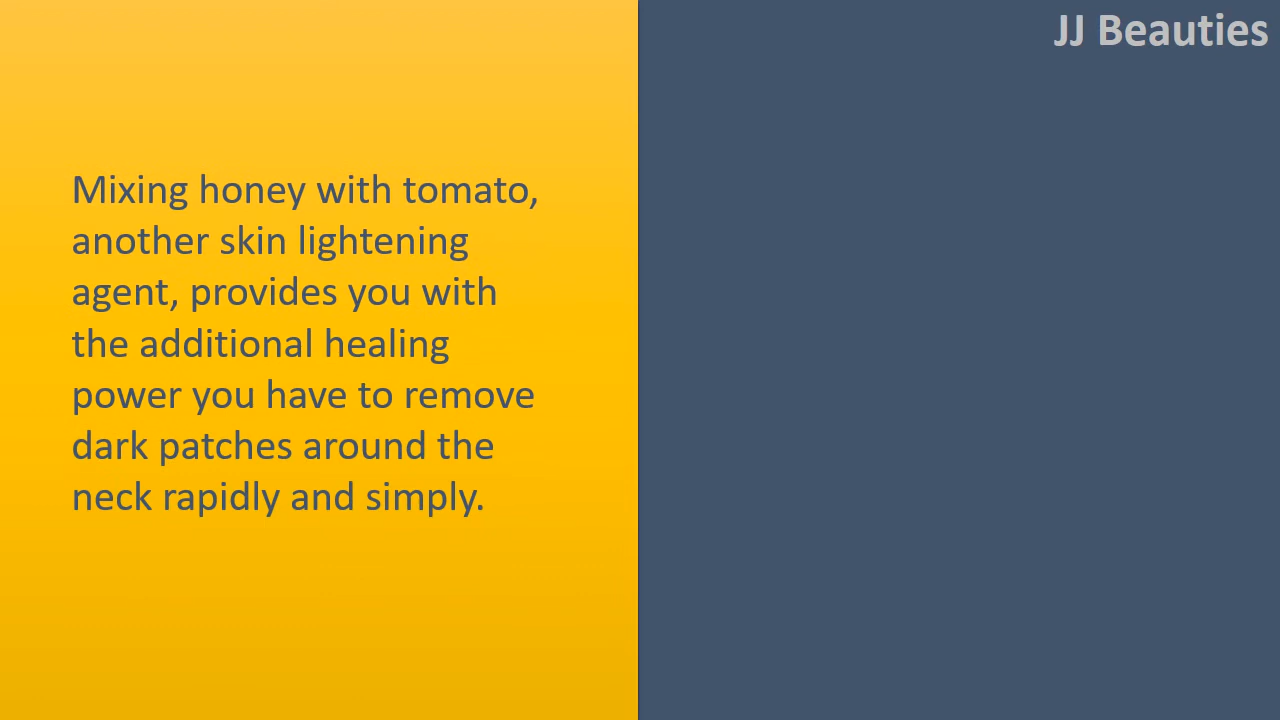 JJ Beauties
Mixing honey with tomato,
another skin lightening
agent, provides you with
the additional healing
power you have to remove
dark patches around the
neck rapidly and simply.